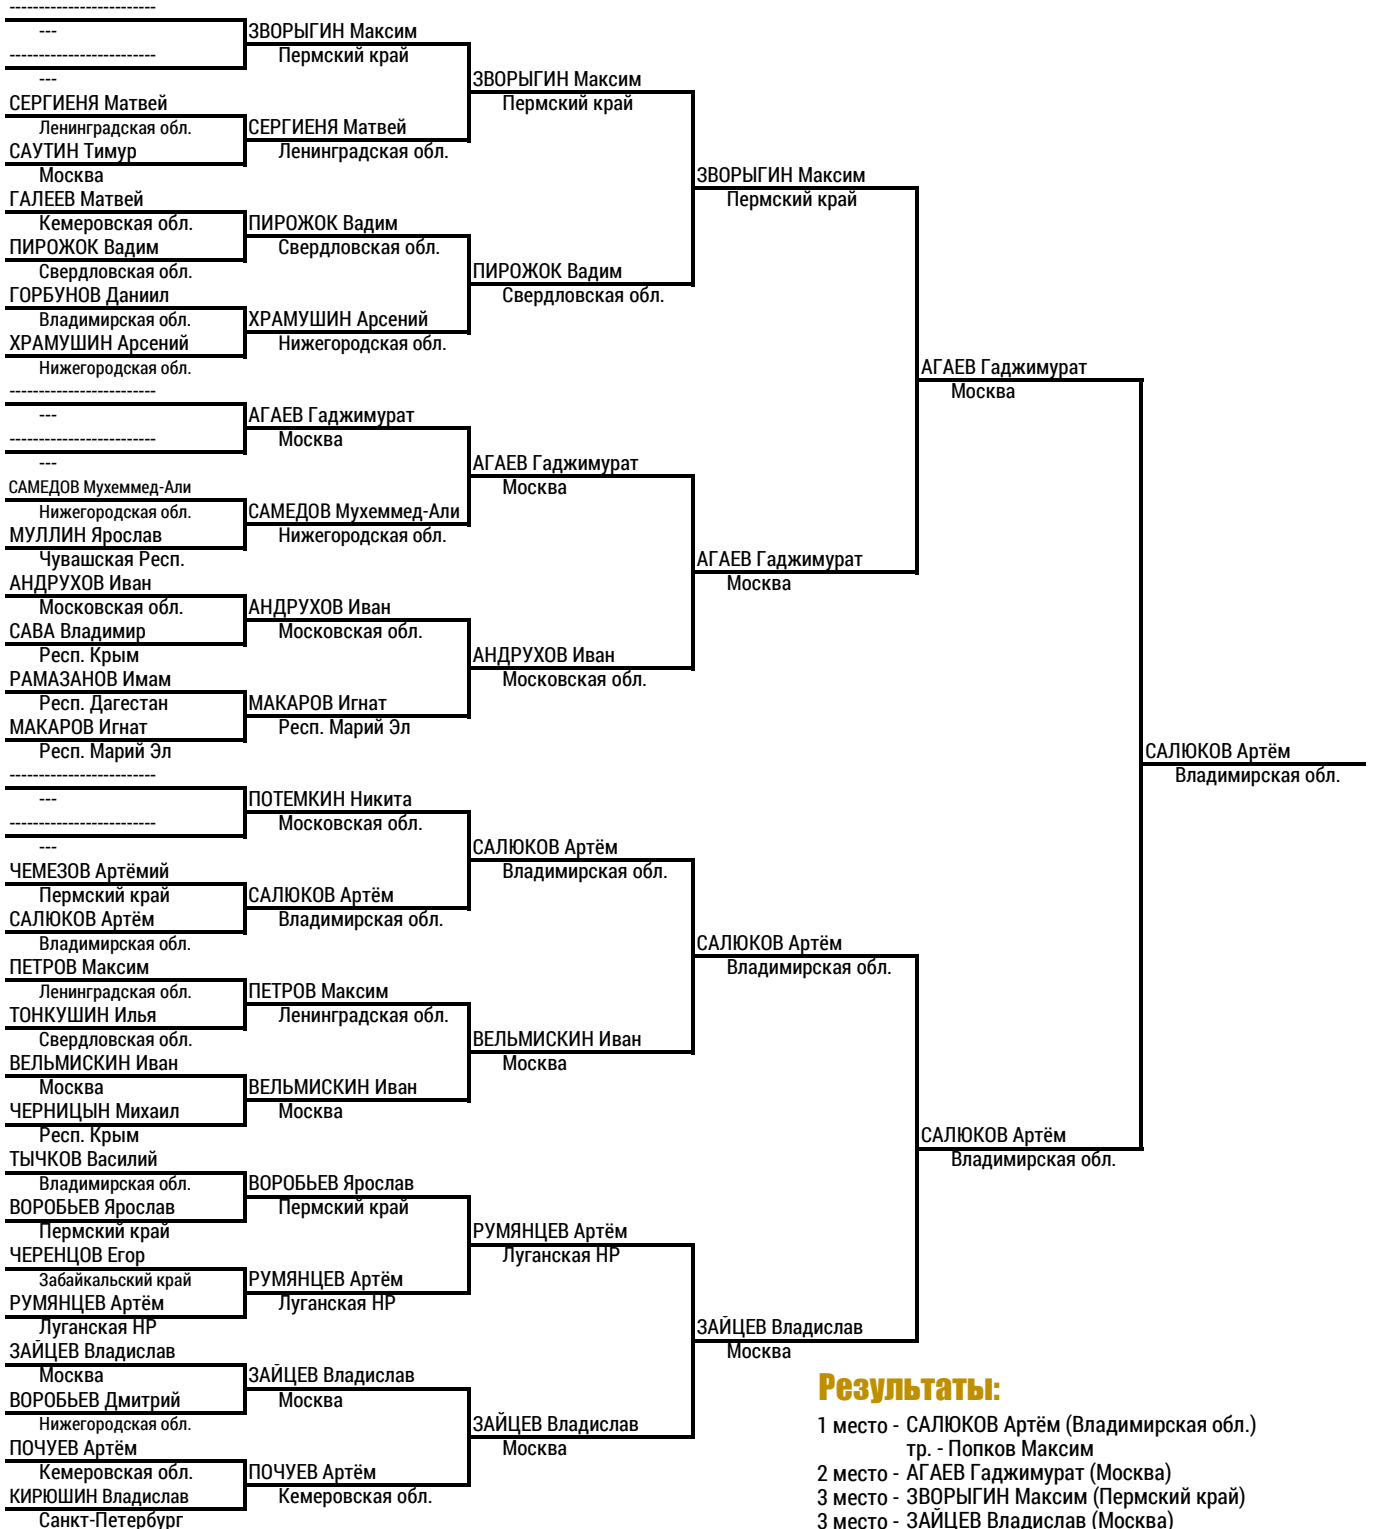 -------------------------
---
-------------------------
---
СЕРГИЕНЯ Матвей
Ленинградская обл.
САУТИН Тимур
Москва
ГАЛЕЕВ Матвей
Кемеровская обл.
ПИРОЖОК Вадим
Свердловская обл.
ГОРБУНОВ Даниил
Владимирская обл.
ХРАМУШИН Арсений
Нижегородская обл.
-------------------------
---
-------------------------
---
САМЕДОВ Мухеммед-Али
Нижегородская обл.
МУЛЛИН Ярослав
Чувашская Респ.
АНДРУХОВ Иван
Московская обл.
САВА Владимир
Респ. Крым
РАМАЗАНОВ Имам
Респ. Дагестан
МАКАРОВ Игнат
Респ. Марий Эл
-------------------------
---
-------------------------
---
ЧЕМЕЗОВ Артёмий
Пермский край
САЛЮКОВ Артём
Владимирская обл.
ПЕТРОВ Максим
Ленинградская обл.
ТОНКУШИН Илья
Свердловская обл.
ВЕЛЬМИСКИН Иван
Москва
ЧЕРНИЦЫН Михаил
Респ. Крым
ТЫЧКОВ Василий
Владимирская обл.
ВОРОБЬЕВ Ярослав
Пермский край
ЧЕРЕНЦОВ Егор
Забайкальский край
РУМЯНЦЕВ Артём
Луганская НР
ЗАЙЦЕВ Владислав
Москва
ВОРОБЬЕВ Дмитрий
Нижегородская обл.
ПОЧУЕВ Артём
Кемеровская обл.
КИРЮШИН Владислав
Санкт-Петербург
ЗВОРЫГИН Максим
Пермский край
СЕРГИЕНЯ Матвей
Ленинградская обл.
ПИРОЖОК Вадим
Свердловская обл.
ХРАМУШИН Арсений
Нижегородская обл.
АГАЕВ Гаджимурат
Москва
САМЕДОВ Мухеммед-Али
Нижегородская обл.
АНДРУХОВ Иван
Московская обл.
МАКАРОВ Игнат
Респ. Марий Эл
ПОТЕМКИН Никита
Московская обл.
САЛЮКОВ Артём
Владимирская обл.
ПЕТРОВ Максим
Ленинградская обл.
ВЕЛЬМИСКИН Иван
Москва
ВОРОБЬЕВ Ярослав
Пермский край
РУМЯНЦЕВ Артём
Луганская НР
ЗАЙЦЕВ Владислав
Москва
ПОЧУЕВ Артём
Кемеровская обл.
ЗВОРЫГИН Максим
Пермский край
ПИРОЖОК Вадим
Свердловская обл.
АГАЕВ Гаджимурат
Москва
АНДРУХОВ Иван
Московская обл.
САЛЮКОВ Артём
Владимирская обл.
ВЕЛЬМИСКИН Иван
Москва
РУМЯНЦЕВ Артём
Луганская НР
ЗАЙЦЕВ Владислав
Москва
ЗВОРЫГИН Максим
Пермский край
АГАЕВ Гаджимурат
Москва
САЛЮКОВ Артём
Владимирская обл.
ЗАЙЦЕВ Владислав
Москва
АГАЕВ Гаджимурат
Москва
САЛЮКОВ Артём
Владимирская обл.
САЛЮКОВ Артём
Владимирская обл.
Результаты:
1 место - САЛЮКОВ Артём (Владимирская обл.)
тр. - Попков Максим
2 место - АГАЕВ Гаджимурат (Москва)
3 место - ЗВОРЫГИН Максим (Пермский край)
3 место - ЗАЙЦЕВ Владислав (Москва)